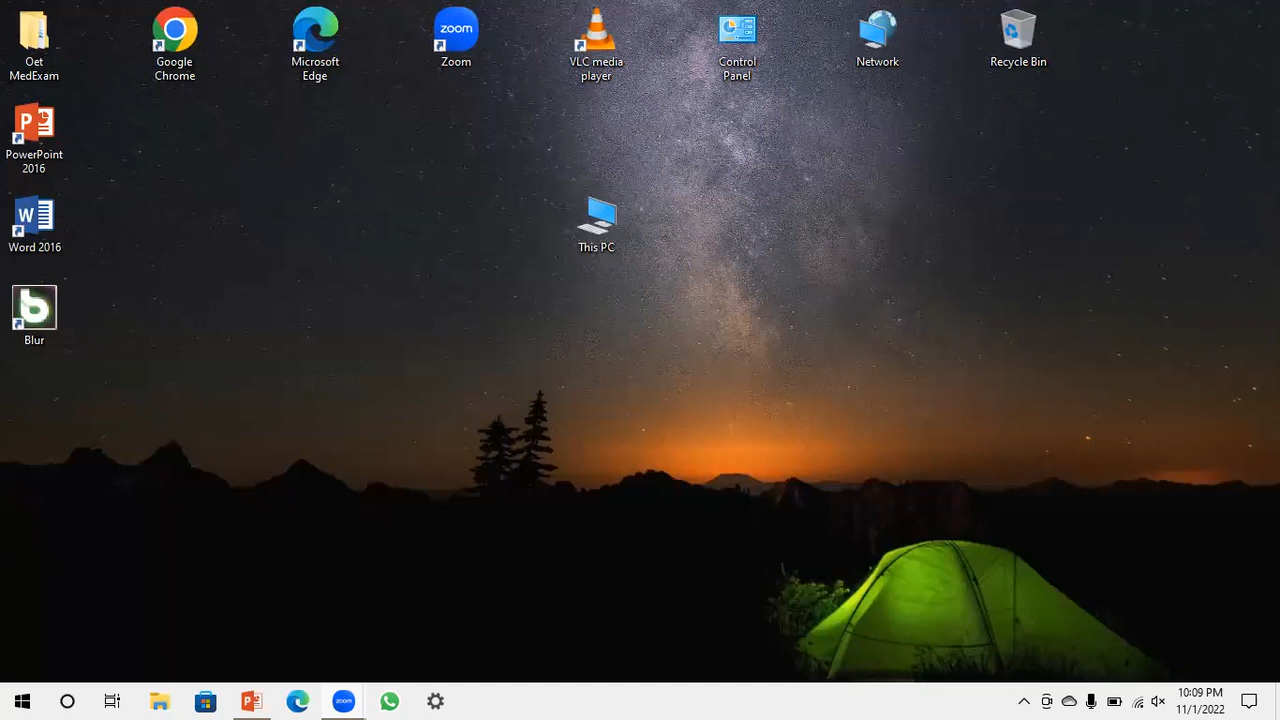 Oet
MedExam
Google
Chrome
Microsoft
Edge
zoom
Zoom
VLC media
player
Control
Panel
Network
Recycle Bin
P
PowerPoint
2016
W
Word 2016
b
Blur
This PC
P
zoom
10:09 PM
11/1/2022